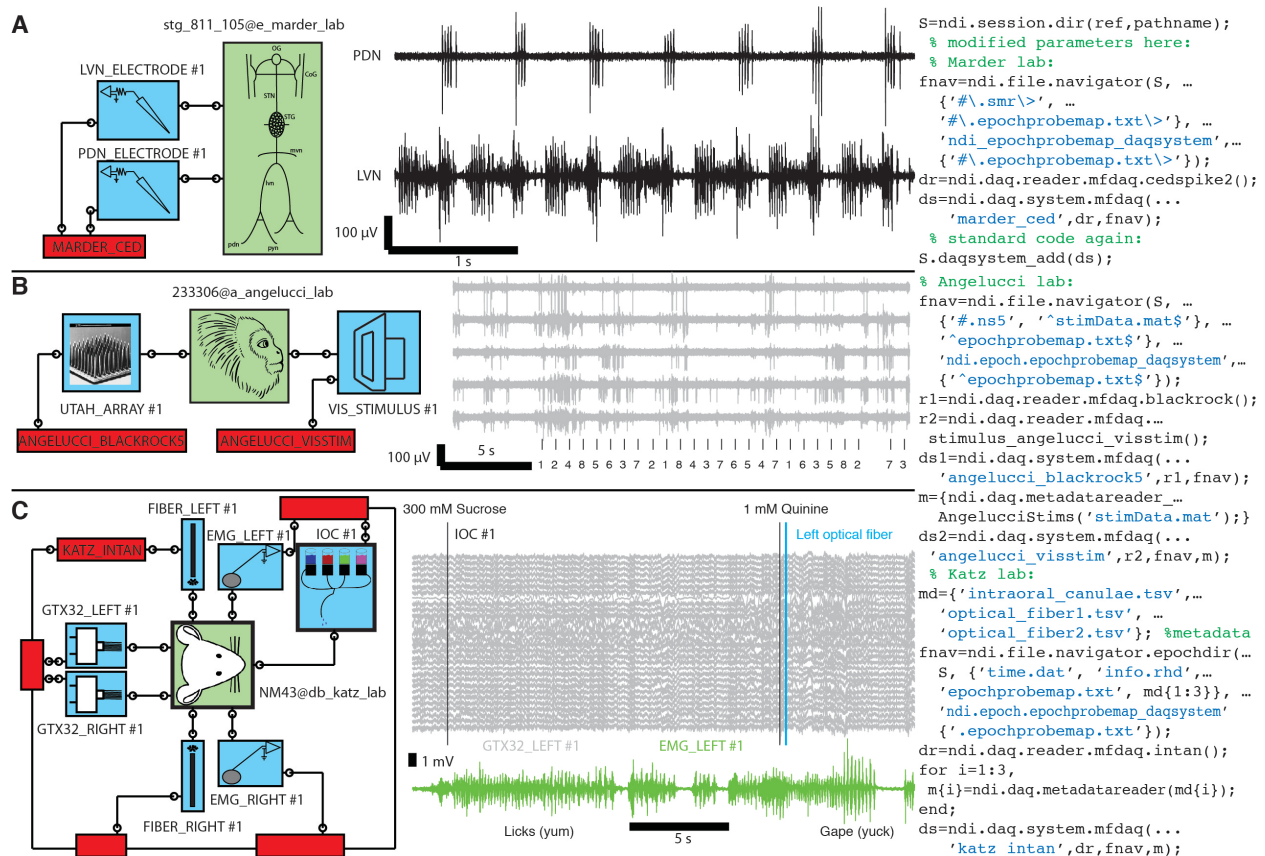 A
stg_811_105@e_marder_lab
LVN_ELECTRODE #1
PDN_ELECTRODE #1
MARDER_CED
OG
CoG
STN
STG
mvn
lvn
pdn
pyn
PDN
LVN
100 µV
1 s
S=ndi.session.dir(ref,pathname);
% modified parameters here:
% Marder lab:
fnav=ndi.file.navigator(S, …
{'#\.smr\>', …
'#\.epochprobemap.txt\>'}, …
'ndi_epochprobemap_daqsystem',…
{'#\.epochprobemap.txt\>'});
dr=ndi.daq.reader.mfdaq.cedspike2();
ds=ndi.daq.system.mfdaq(...
'marder_ced',dr,fnav);
% standard code again:
S.daqsystem_add(ds);
B
233306@a_angelucci_lab
UTAH_ARRAY #1
VIS_STIMULUS #1
ANGELUCCI_BLACKROCK5
ANGELUCCI_VISSTIM
100 µV
5 s
1 2 4 8 5 6 3 7 2 1 8 4 3 7 6 5 4 7 1 6 3 5 8 2 7 3
% Angelucci lab:
fnav=ndi.file.navigator(S, …
{'#.ns5', '^stimData.mat$'}, …
'^epochprobemap.txt$'}, …
'ndi.epoch.epochprobemap_daqsystem',…
{'^epochprobemap.txt$'});
r1=ndi.daq.reader.mfdaq.blackrock();
r2=ndi.daq.reader.mfdaq.…
stimulus_angelucci_visstim();
ds1=ndi.daq.system.mfdaq(...
'angelucci_blackrock5',r1,fnav);
m={ndi.daq.metadatareader_…
AngelucciStims('stimData.mat');}
ds2=ndi.daq.system.mfdaq(...
'angelucci_visstim',r2,fnav,m);
C
FIBER_LEFT #1
EMG_LEFT #1
IOC #1
KATZ_INTAN
GTX32_LEFT #1
GTX32_RIGHT #1
NM43@db_katz_lab
EMG_RIGHT #1
FIBER_RIGHT #1
300 mM Sucrose
1 mM Quinine
IOC #1
Left optical fiber
GTX32_LEFT #1
EMG_LEFT #1
1 mV
Licks (yum)
5 s
Gape (yuck)
% Katz lab:
md={'intraoral_canulae.tsv',…
'optical_fiber1.tsv', …
'optical_fiber2.tsv'}; %metadata
fnav=ndi.file.navigator.epochdir(…
S, {'time.dat', 'info.rhd',…
'epochprobemap.txt', md{1:3}}, …
'ndi.epoch.epochprobemap_daqsystem'
{'.epochprobemap.txt'});
dr=ndi.daq.reader.mfdaq.intan();
for i=1:3,
m{i}=ndi.daq.metadatareader(md{i});
end;
ds=ndi.daq.system.mfdaq(...
'katz_intan',dr,fnav,m);